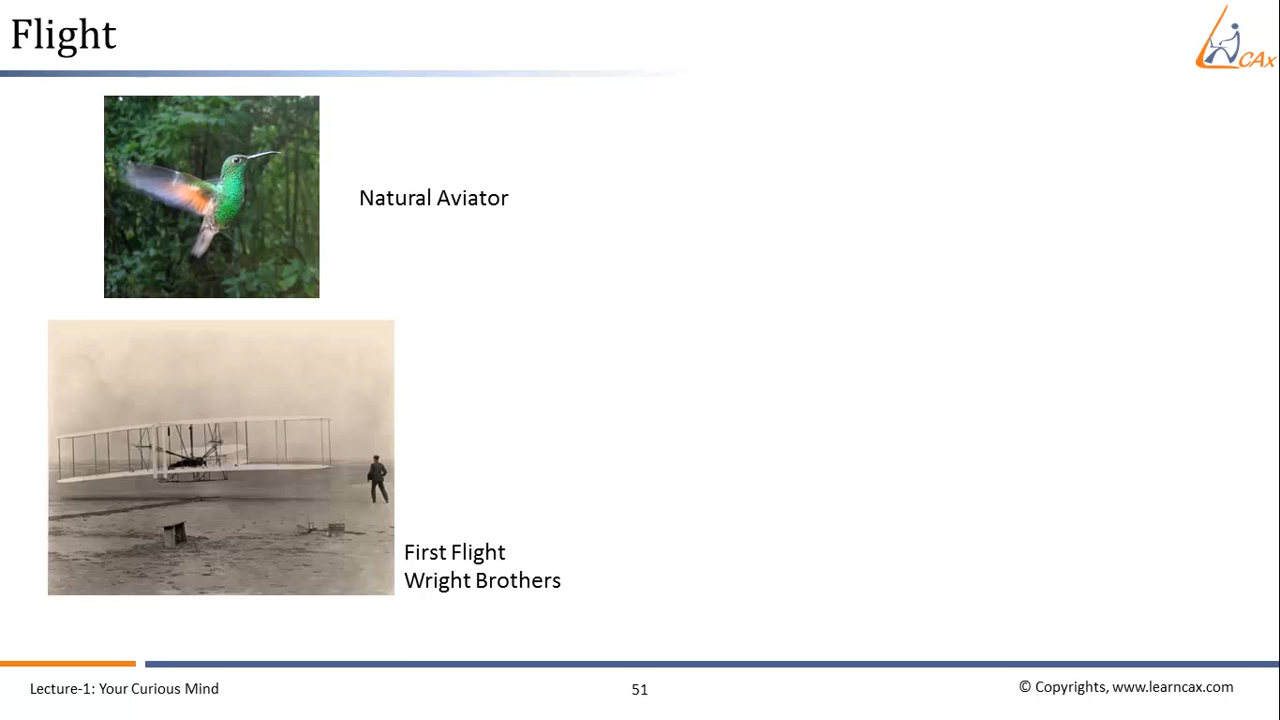 Flight
CAx
Natural Aviator
First Flight
Wright Brothers
Lecture-1: Your Curious Mind
51
© Copyrights, www.learncax.com